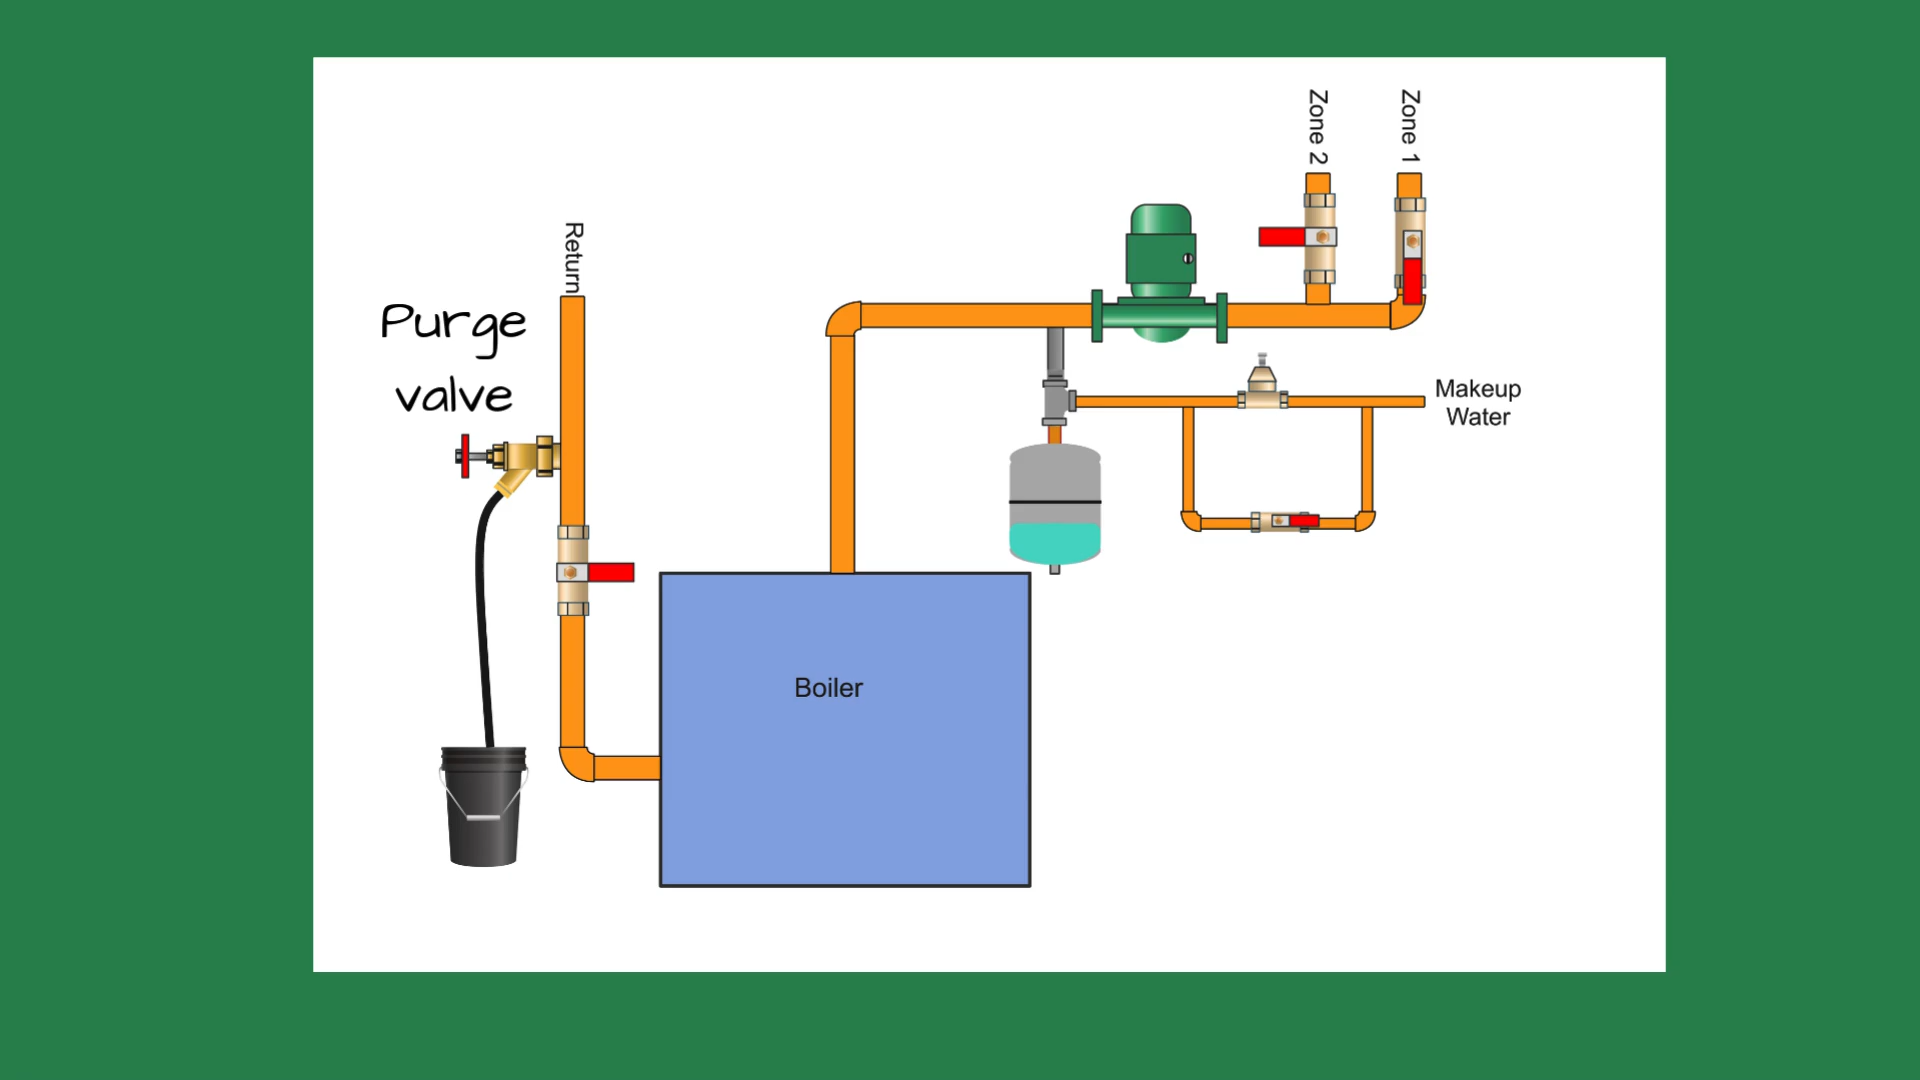 Zone 2
Zone 1
Return
Purge
valve
Makeup
Water
Boiler